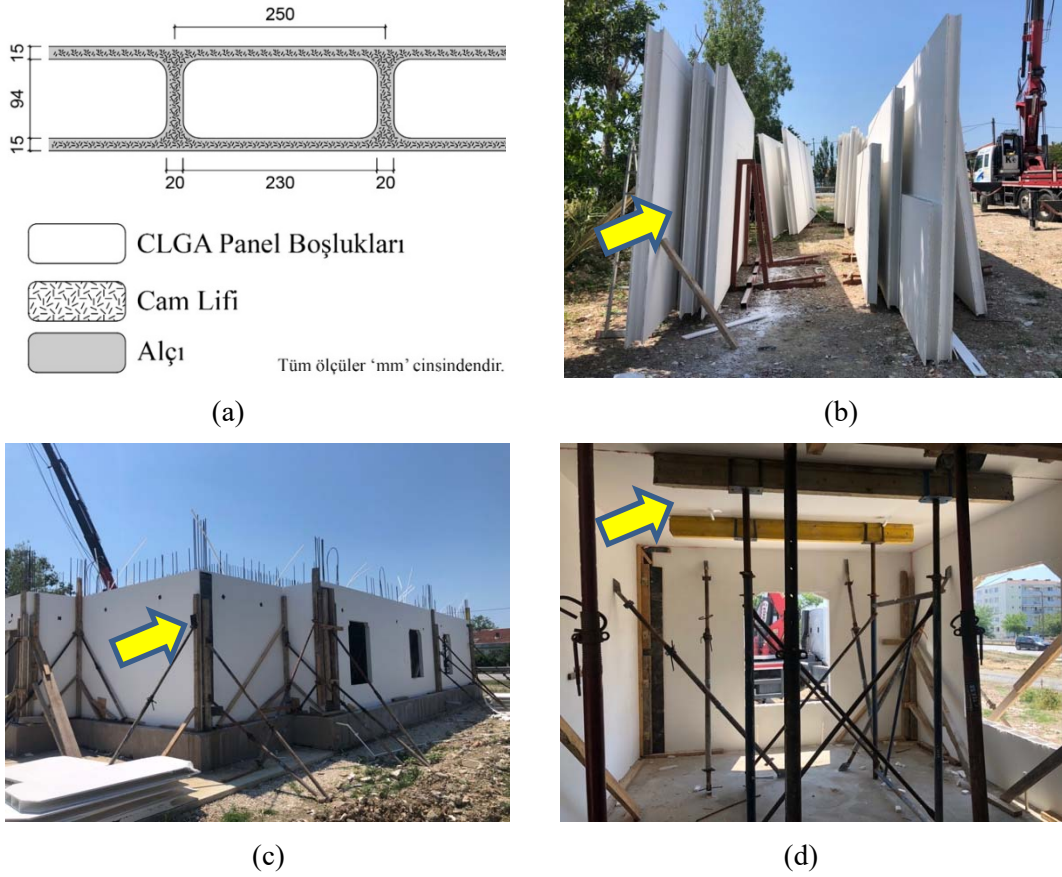 250
15
94
15
20
230
20
CLGA Panel Boşlukları
Cam Lifi
Alçı
Tüm ölçüler ‘mm’ cinsindendir.
(a)
(b)
(c)
(d)